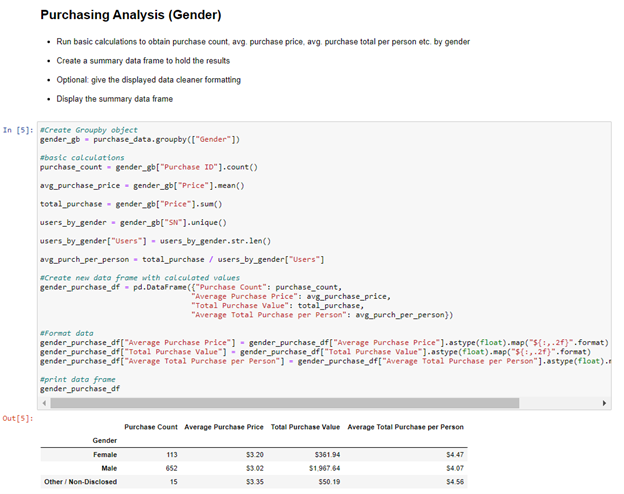 Purchasing Analysis (Gender)
• Run basic calculations to obtain purchase count, avg. purchase price, avg. purchase total per person etc. by gender
• Create a summary data frame to hold the results
• Optional: give the displayed data cleaner formatting
• Display the summary data frame
In [5]: #Create Groupby object
gender_gb = purchase_data.groupby(["Gender"])
#basic calculations
purchase_count = gender_gb["Purchase ID"].count()
avg_purchase_price = gender_gb["Price"].mean()
total_purchase = gender_gb["Price"].sum()
users_by_gender = gender_gb["SN"].unique()
users_by_gender["Users"] = users_by_gender.str.len()
avg_purch_per_person = total_purchase / users_by_gender["Users"]
#Create new data frame with calculated values
gender_purchase_df = pd.DataFrame({"Purchase Count": purchase_count,
"Average Purchase Price": avg_purchase_price,
"Total Purchase Value": total_purchase,
"Average Total Purchase per Person": avg_purch_per_person})
#Format data
gender_purchase_df["Average Purchase Price"] = gender_purchase_df["Average Purchase Price"].astype(float).map("${:,.2f}".format)
gender_purchase_df["Total Purchase Value"] = gender_purchase_df["Total Purchase Value"].astype(float).map("${:,.2f}".format)
gender_purchase_df["Average Total Purchase per Person"] = gender_purchase_df["Average Total Purchase per Person"].astype(float).m
#print data frame
gender_purchase_df
Out[5]:
Purchase Count Average Purchase Price Total Purchase Value Average Total Purchase per Person
Gender
Female 113 $3.20 $361.94 $4.47
Male 652 $3.02 $1,967.64 $4.07
Other / Non-Disclosed 15 $3.35 $50.19 $4.56